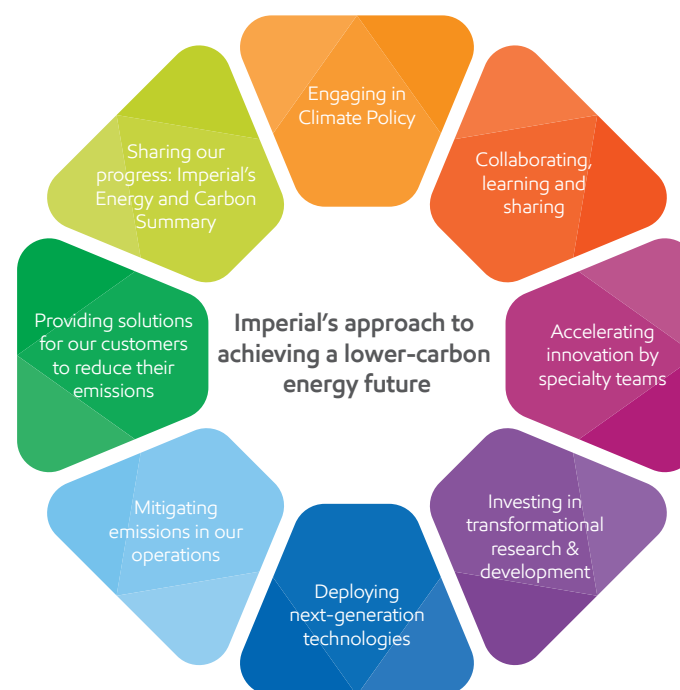 Engaging in
Climate Policy
Collaborating,
learning and
sharing
Accelerating
innovation by
specialty teams
Investing in
transformational
research &
development
Deploying
next-generation
technologies
Mitigating
emissions in our
operations
Providing solutions
for our customers
to reduce their
emissions
Sharing our
progress: Imperial’s
Energy and Carbon
Summary
Imperial’s approach to
achieving a lower-carbon
energy future